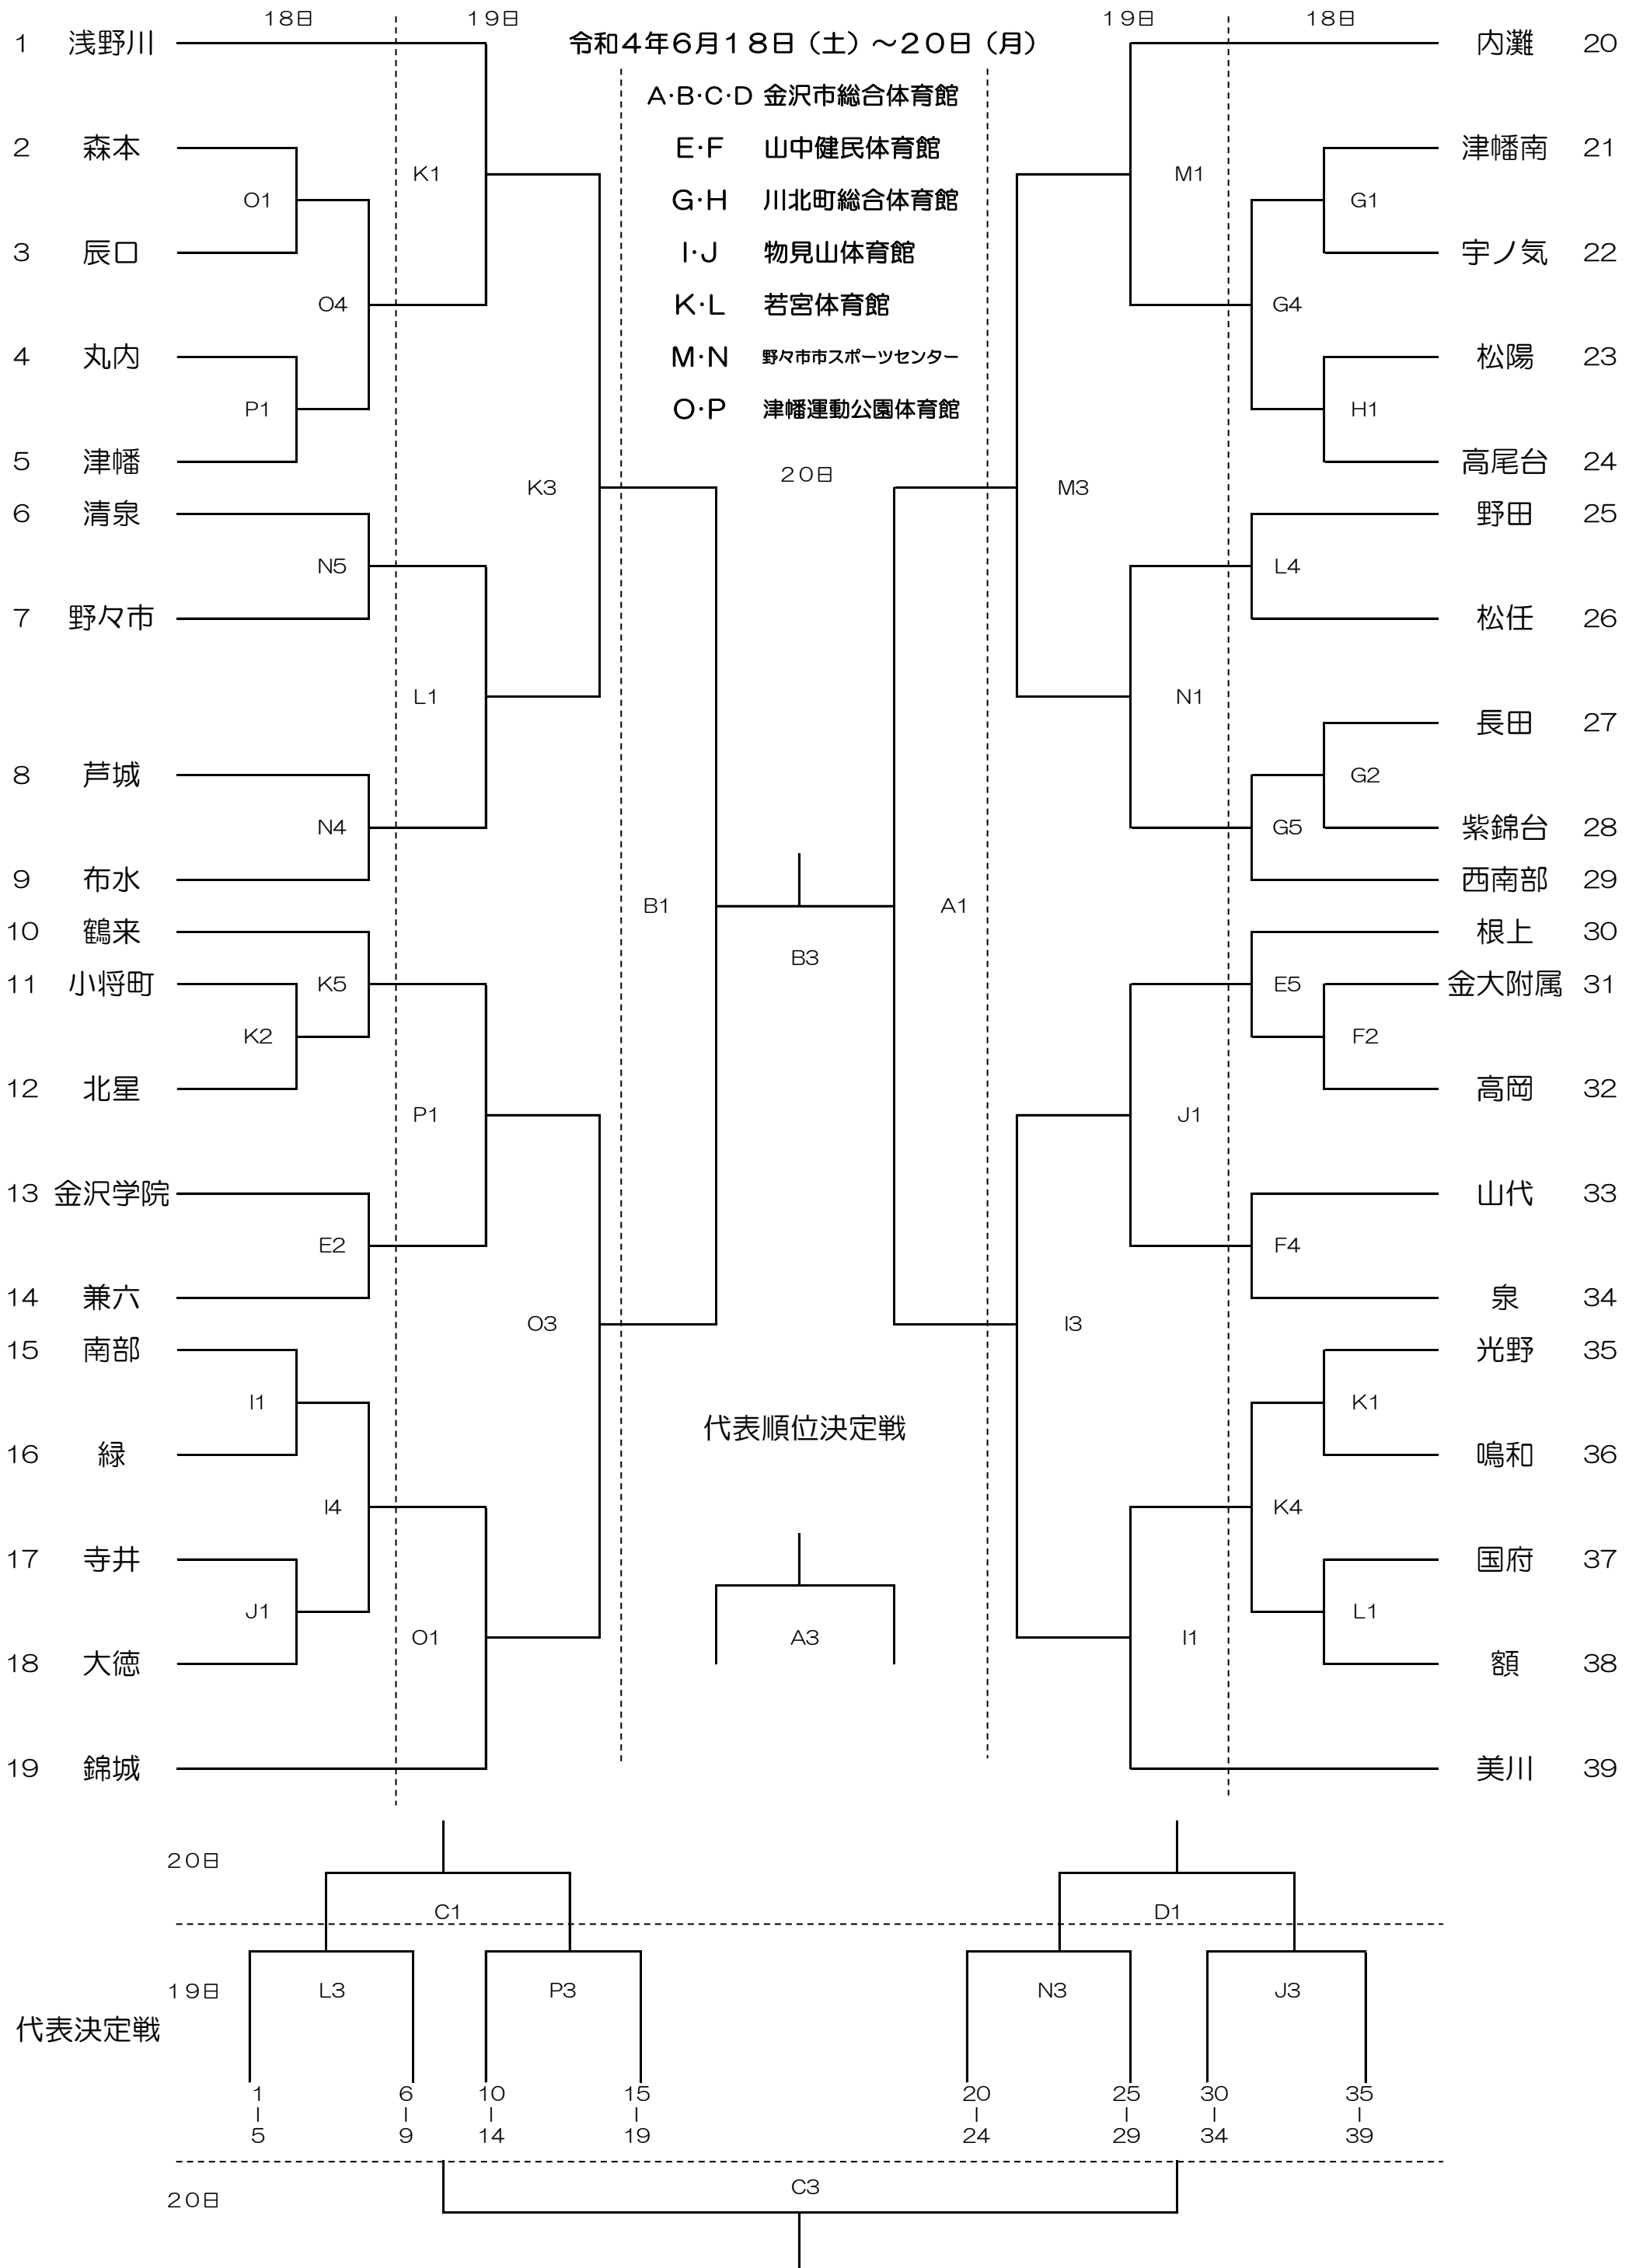 18日
19日
19日
18日
1 浅野川
令和4年6月18日（土）～20日（月）
内灘 20
A・B・C・D 金沢市総合体育館
2 森本
K1
E・F 山中健民体育館
M1
津幡南 21
O1
G・H 川北町総合体育館
G1
3 辰口
I・J 物見山体育館
宇ノ気 22
O4
K・L 若宮体育館
G4
4 丸内
M・N 野々市市スポーツセンター
松陽 23
P1
O・P 津幡運動公園体育館
H1
5 津幡
高尾台 24
20日
K3
M3
6 清泉
野田 25
N5
L4
7 野々市
松任 26
L1
N1
長田 27
8 芦城
G2
N4
G5
紫錦台 28
9 布水
西南部 29
B1
A1
10 鶴来
根上 30
B3
11 小将町
K5
E5
金大附属 31
K2
F2
12 北星
高岡 32
P1
J1
13 金沢学院
山代 33
E2
F4
14 兼六
泉 34
O3
I3
15 南部
光野 35
I1
K1
代表順位決定戦
16 緑
鳴和 36
I4
K4
17 寺井
国府 37
J1
L1
O1
A3
I1
18 大徳
額 38
19 錦城
美川 39
20日
C1
D1
19日
L3
P3
N3
J3
代表決定戦
1 6 10 15 20 25 30 35
| | | | | | | |
5 9 14 19 24 29 34 39
C3
20日